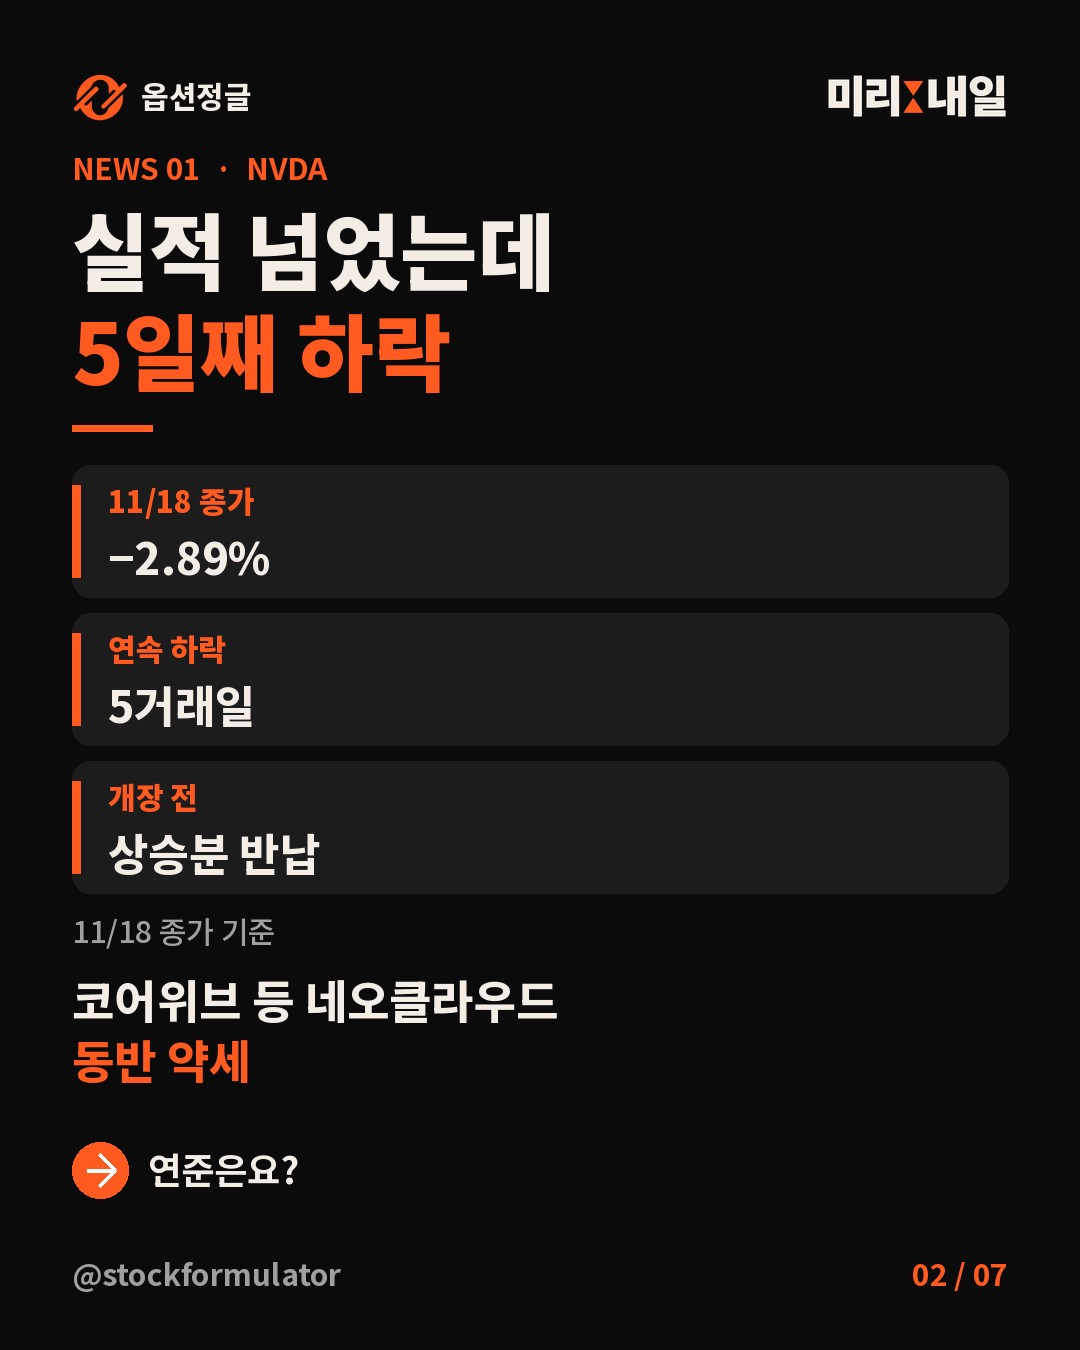 옵션정글
미리내일
NEWS 01 · NVDA
실적 넘었는데
5일째 하락
11/18 종가
−2.89%
연속 하락
5거래일
개장 전
상승분 반납
11/18 종가 기준
코어위브 등 네오클라우드
동반 약세
연준은요?
@stockformulator
02 / 07